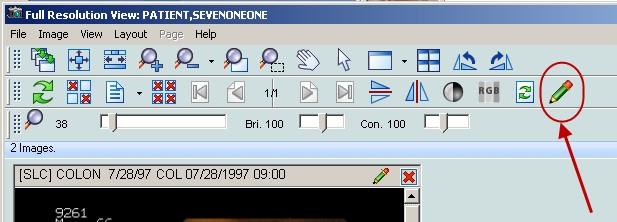 Full Resolution View: PATIENT,SEVENONEONE
File Image View Layout Page Help
1/1 RGB
38 Bri. 100 Con. 100
2 Images.
[SLC] COLON 7/28/97 COL 07/28/1997 09:00
9261